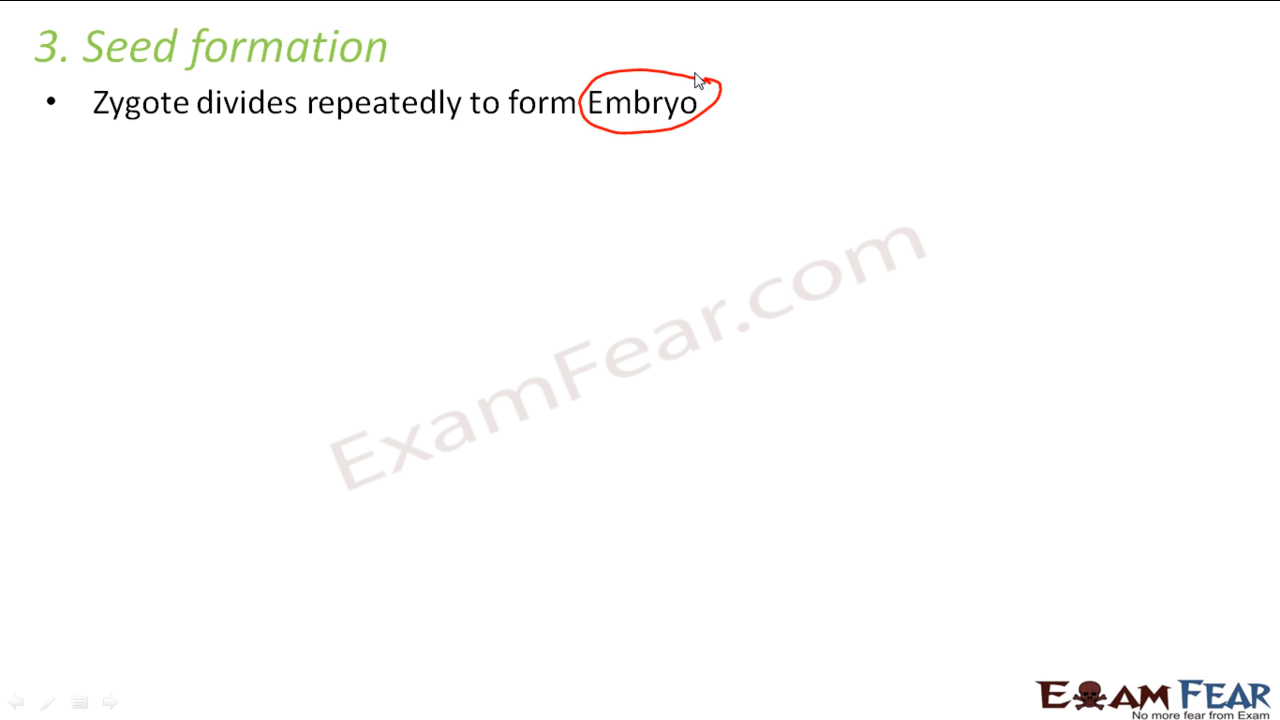 3. Seed formation
• Zygote divides repeatedly to form Embryo
ExamFear.com
EXAM FEAR
No more fear from Exam